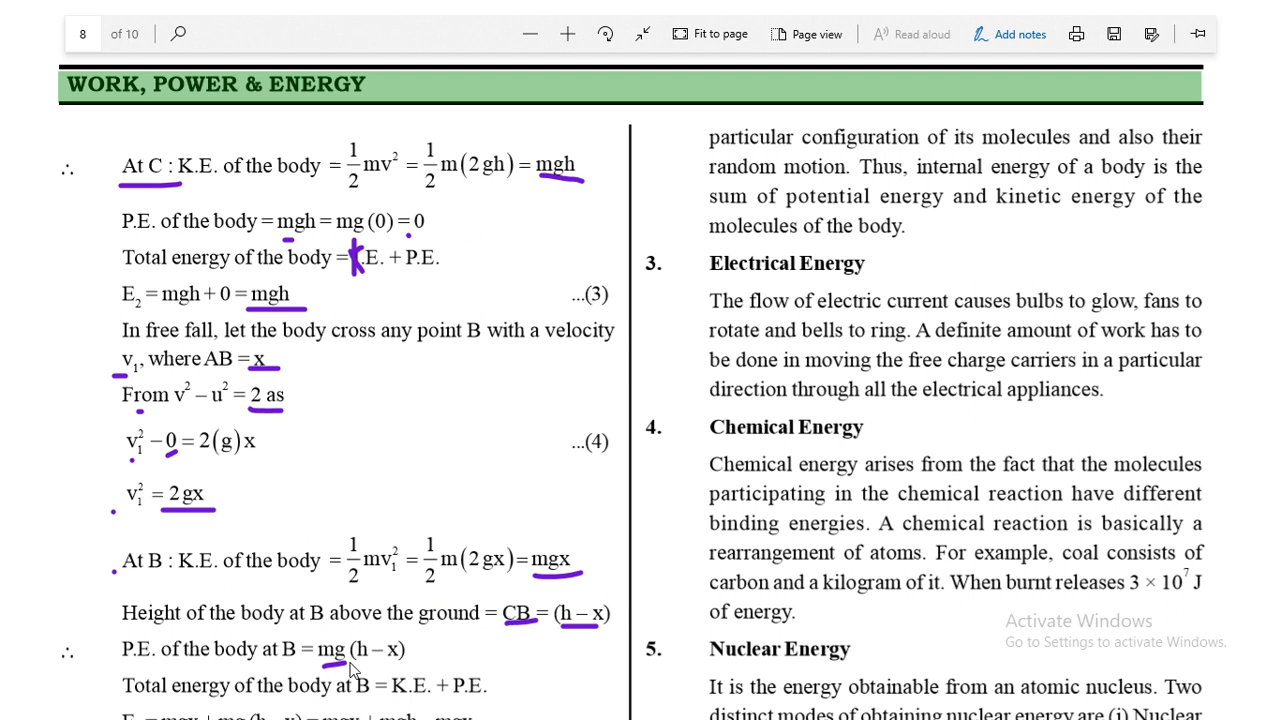 8 of 10 Fit to page Page view Read aloud Add notes
WORK, POWER & ENERGY
∴ At C : K.E. of the body = 1/2 mv² = 1/2 m(2gh) = mgh
P.E. of the body = mgh = mg (0) = 0
Total energy of the body = K.E. + P.E.
E₂ = mgh + 0 = mgh ...(3)
In free fall, let the body cross any point B with a velocity
v₁, where AB = x
From v² – u² = 2 as
v₁² – 0 = 2(g)x ...(4)
v₁² = 2gx
At B : K.E. of the body = 1/2 mv₁² = 1/2 m(2gx) = mgx
Height of the body at B above the ground = CB = (h – x)
∴ P.E. of the body at B = mg (h – x)
Total energy of the body at B = K.E. + P.E.
particular configuration of its molecules and also their
random motion. Thus, internal energy of a body is the
sum of potential energy and kinetic energy of the
molecules of the body.
3. Electrical Energy
The flow of electric current causes bulbs to glow, fans to
rotate and bells to ring. A definite amount of work has to
be done in moving the free charge carriers in a particular
direction through all the electrical appliances.
4. Chemical Energy
Chemical energy arises from the fact that the molecules
participating in the chemical reaction have different
binding energies. A chemical reaction is basically a
rearrangement of atoms. For example, coal consists of
carbon and a kilogram of it. When burnt releases 3 × 10⁷ J
of energy.
5. Nuclear Energy
It is the energy obtainable from an atomic nucleus. Two
distinct modes of obtaining nuclear energy are (i) Nuclear
Activate Windows
Go to Settings to activate Windows.